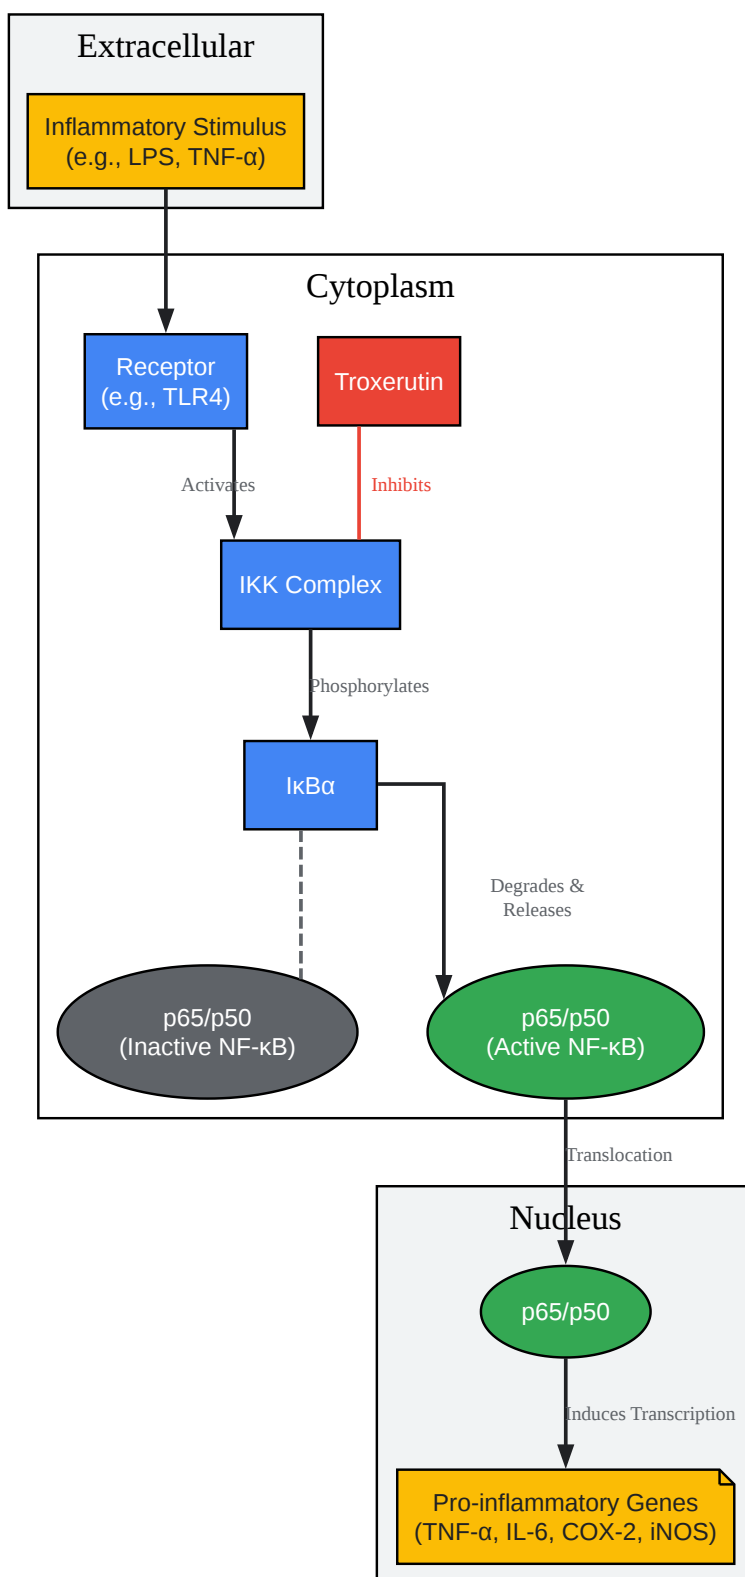 Extracellular
Inflammatory Stimulus
(e.g., LPS, TNF-α)
Cytoplasm
Receptor
(e.g., TLR4)
Troxerutin
Activates
Inhibits
IKK Complex
Phosphorylates
IκBα
Degrades &
Releases
p65/p50
(Inactive NF-κB)
p65/p50
(Active NF-κB)
Translocation
Nucleus
p65/p50
Induces Transcription
Pro-inflammatory Genes
(TNF-α, IL-6, COX-2, iNOS)